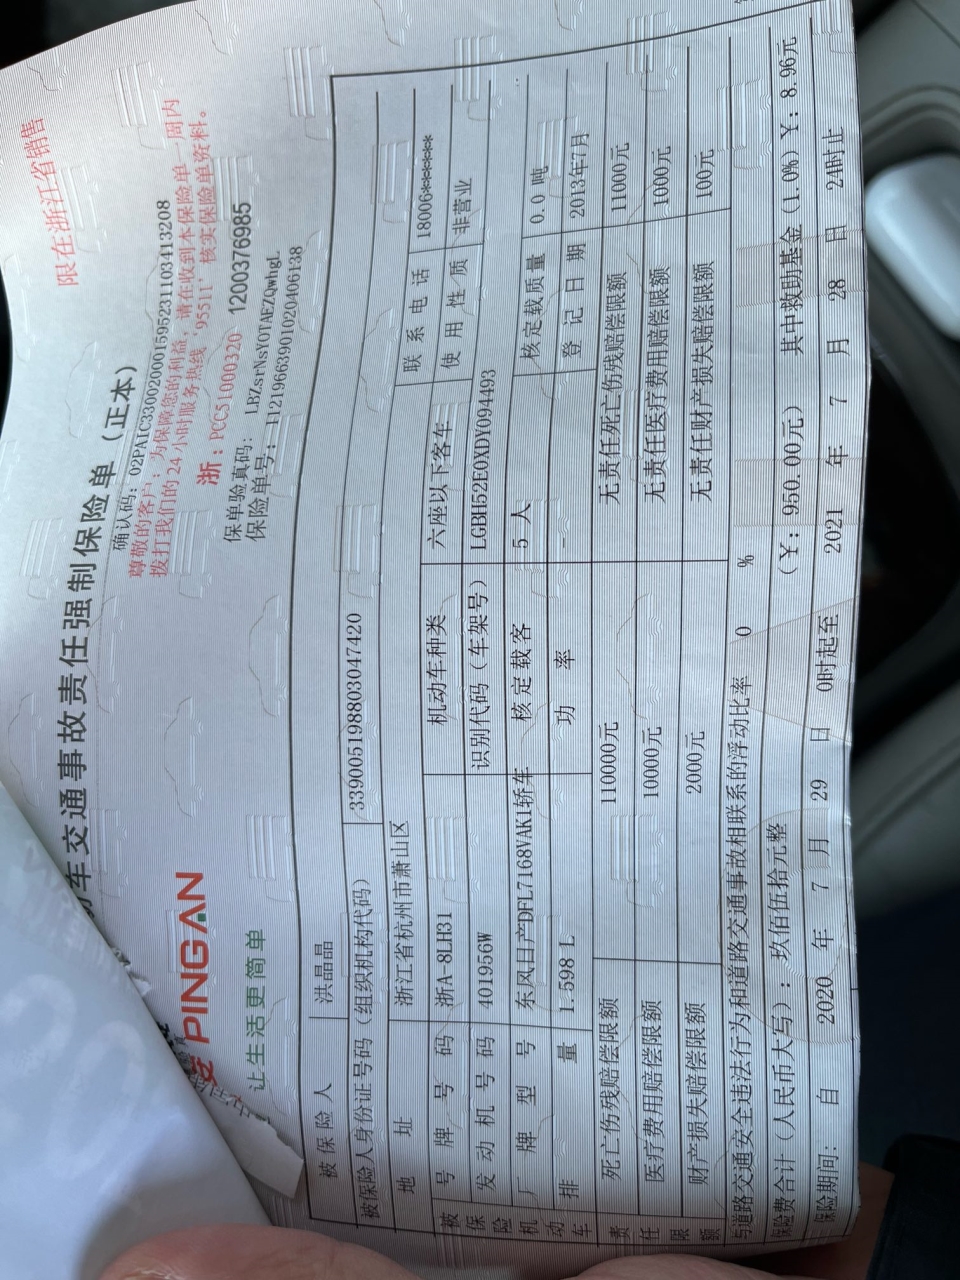 限在浙江省销售
车交通事故责任强制保险单（正本）
确认码：02PAIC330020001595231103413208
尊敬的客户：为保障您的利益，请在收到本保险单一周内
拨打我们的24小时服务热线‘95511’核实保险单资料。
PINGAN
浙：PCC51000320 1200376985
让生活更简单
保单验真码： LBZsrNsYOTAEZQwhgL
保险单号：11219663901020406138
被保险人 洪晶晶
被保险人身份证号码（组织机构代码） 339005198803047420
地址 浙江省杭州市萧山区 联系电话 18006******
被保险机动车
号牌号码 浙A-8LH31 机动车种类 六座以下客车 使用性质 非营业
发动机号码 401956W 识别代码（车架号） LGBH52E0XDY094493
厂牌型号 东风日产DFL7168VAK1轿车 核定载客 5人 核定载质量 0.0吨
排量 1.598L 功率 - 登记日期 2013年7月
责任限额
死亡伤残赔偿限额 110000元 无责任死亡伤残赔偿限额 11000元
医疗费用赔偿限额 10000元 无责任医疗费用赔偿限额 1000元
财产损失赔偿限额 2000元 无责任财产损失赔偿限额 100元
与道路交通安全违法行为和道路交通事故相联系的浮动比率 0 %
保险费合计（人民币大写）： 玖佰伍拾元整 （￥：950.00元） 其中救助基金（1.0%）￥：8.96元
保险期间： 自 2020 年 7 月 29 日 0时起至 2021 年 7 月 28 日 24时止